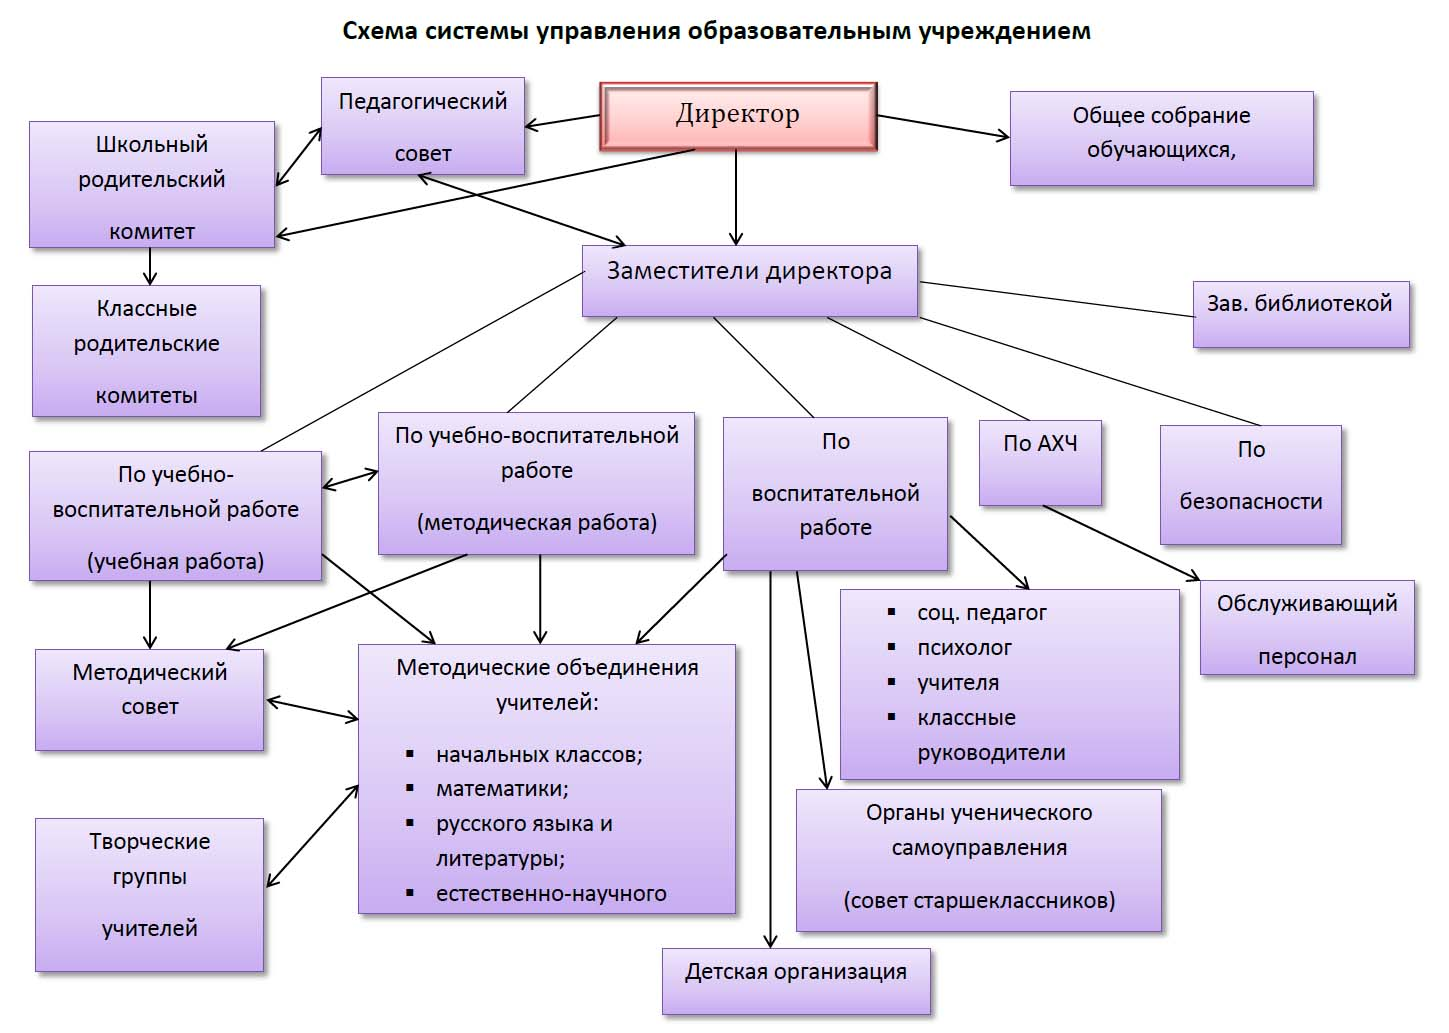 Схема системы управления образовательным учреждением
Педагогический
совет
Директор
Общее собрание
обучающихся,
Школьный
родительский
комитет
Заместители директора
Классные
родительские
комитеты
Зав. библиотекой
По учебно-
воспитательной работе
(учебная работа)
По учебно-воспитательной
работе
(методическая работа)
По
воспитательной
работе
По АХЧ
По
безопасности
Обслуживающий
персонал
▪ соц. педагог
▪ психолог
▪ учителя
▪ классные
руководители
Методический
совет
Методические объединения
учителей:
▪ начальных классов;
▪ математики;
▪ русского языка и
литературы;
▪ естественно-научного
Творческие
группы
учителей
Органы ученического
самоуправления
(совет старшеклассников)
Детская организация